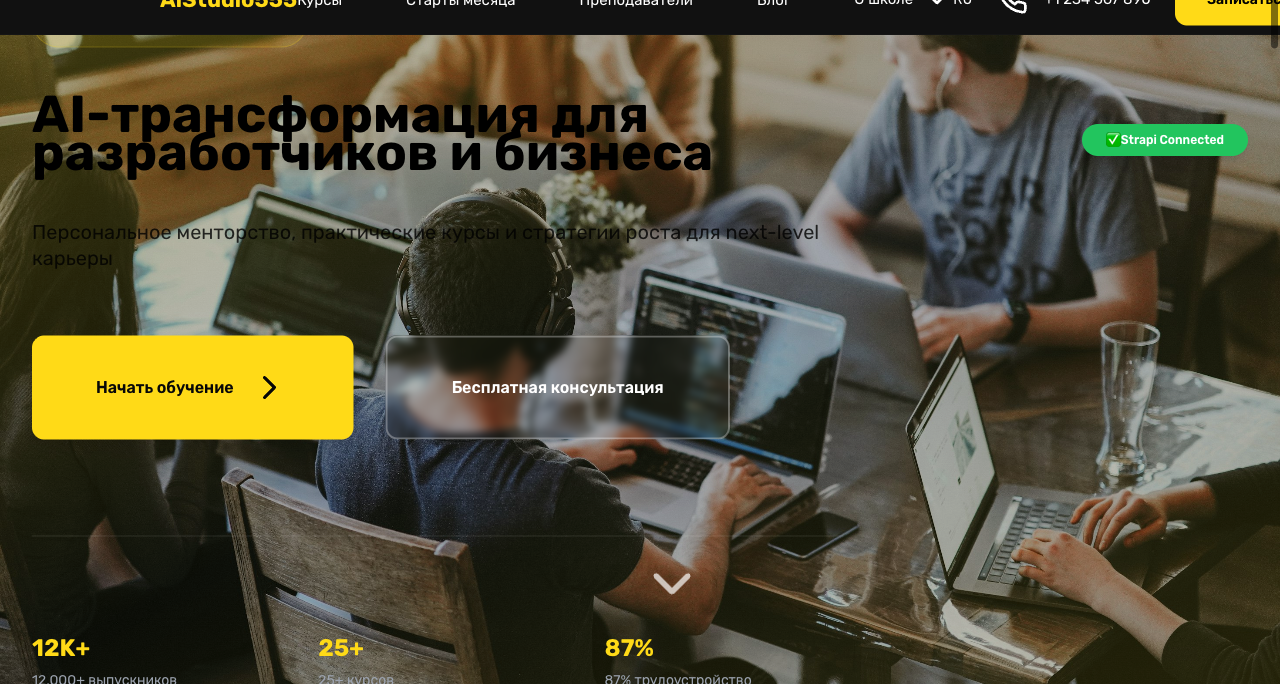 AIStudio555 Курсы Старты месяца Преподаватели Блог О школе RU +1 234 567 890 Записаться
AI-трансформация для
разработчиков и бизнеса
✅Strapi Connected
Персональное менторство, практические курсы и стратегии роста для next-level
карьеры
Начать обучение
Бесплатная консультация
12K+ 25+ 87%
12,000+ выпускников 25+ курсов 87% трудоустройство